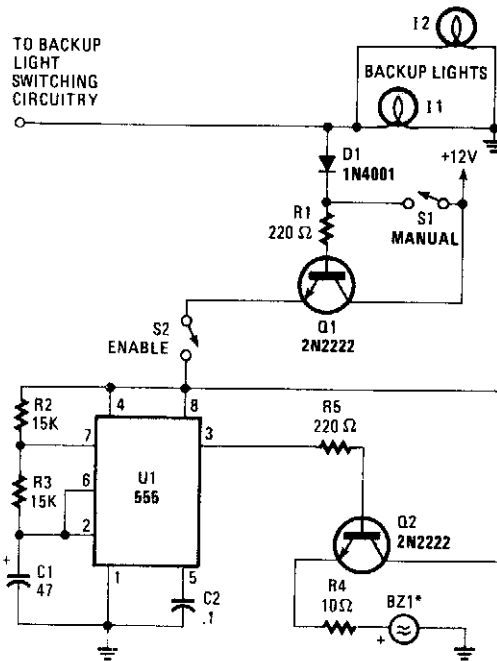 I2
TO BACKUP
LIGHT
SWITCHING
CIRCUITRY
BACKUP LIGHTS
I1
D1
1N4001
+12V
R1
220 Ω
S1
MANUAL
Q1
2N2222
S2
ENABLE
R2
15K
4
8
R5
220 Ω
7
3
R3
15K
6
U1
555
Q2
2N2222
2
+
C1
47
1
5
C2
.1
R4
10Ω
BZ1*
+